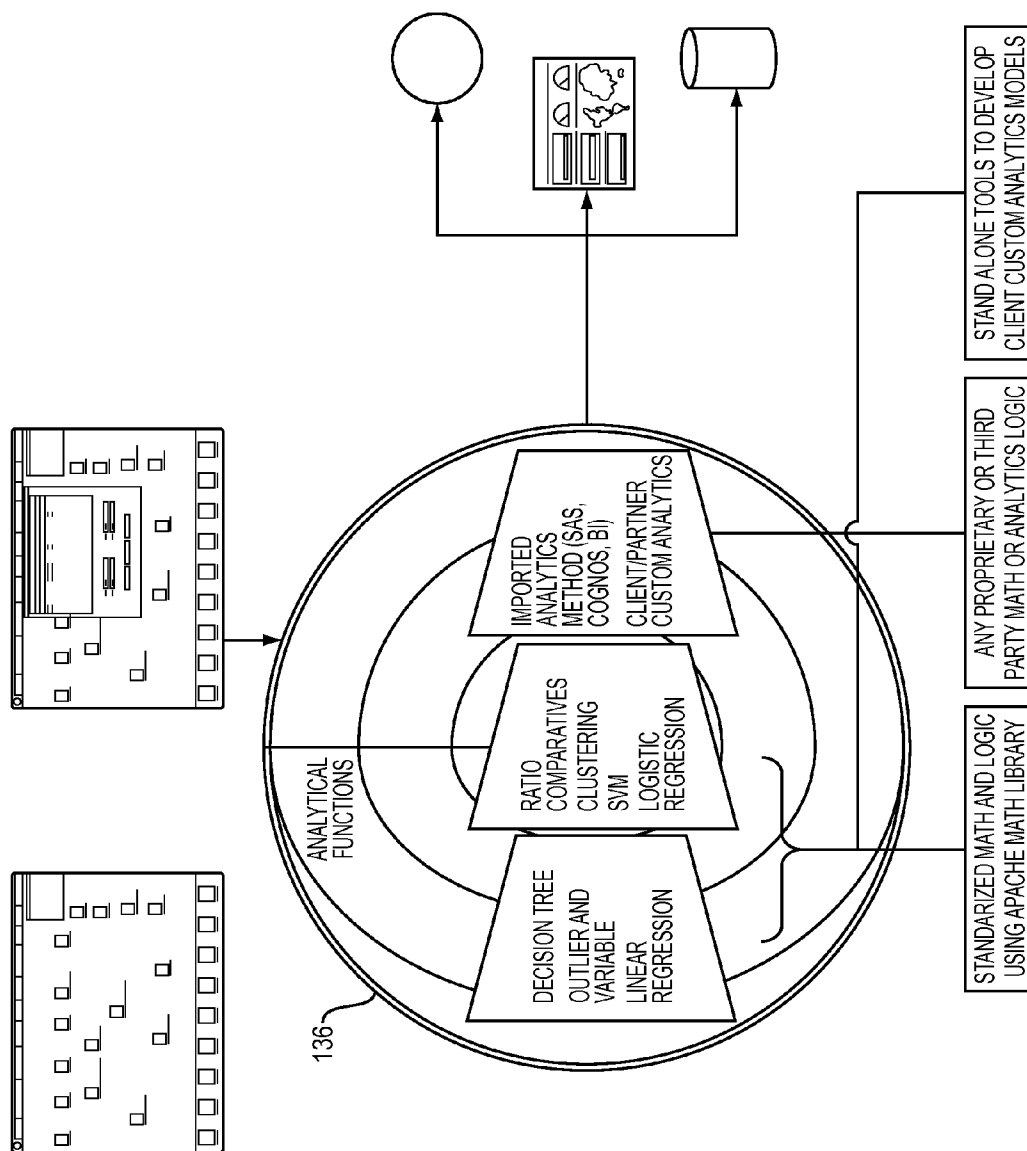 136
ANALYTICAL
FUNCTIONS
DECISION TREE
OUTLIER AND
VARIABLE
LINEAR
REGRESSION
RATIO
COMPARATIVES
CLUSTERING
SVM
LOGISTIC
REGRESSION
IMPORTED
ANALYTICS
METHOD (SAS,
COGNOS, BI)
CLIENT/PARTNER
CUSTOM ANALYTICS
STANDARIZED MATH AND LOGIC
USING APACHE MATH LIBRARY
ANY PROPRIETARY OR THIRD
PARTY MATH OR ANALYTICS LOGIC
STAND ALONE TOOLS TO DEVELOP
CLIENT CUSTOM ANALYTICS MODELS